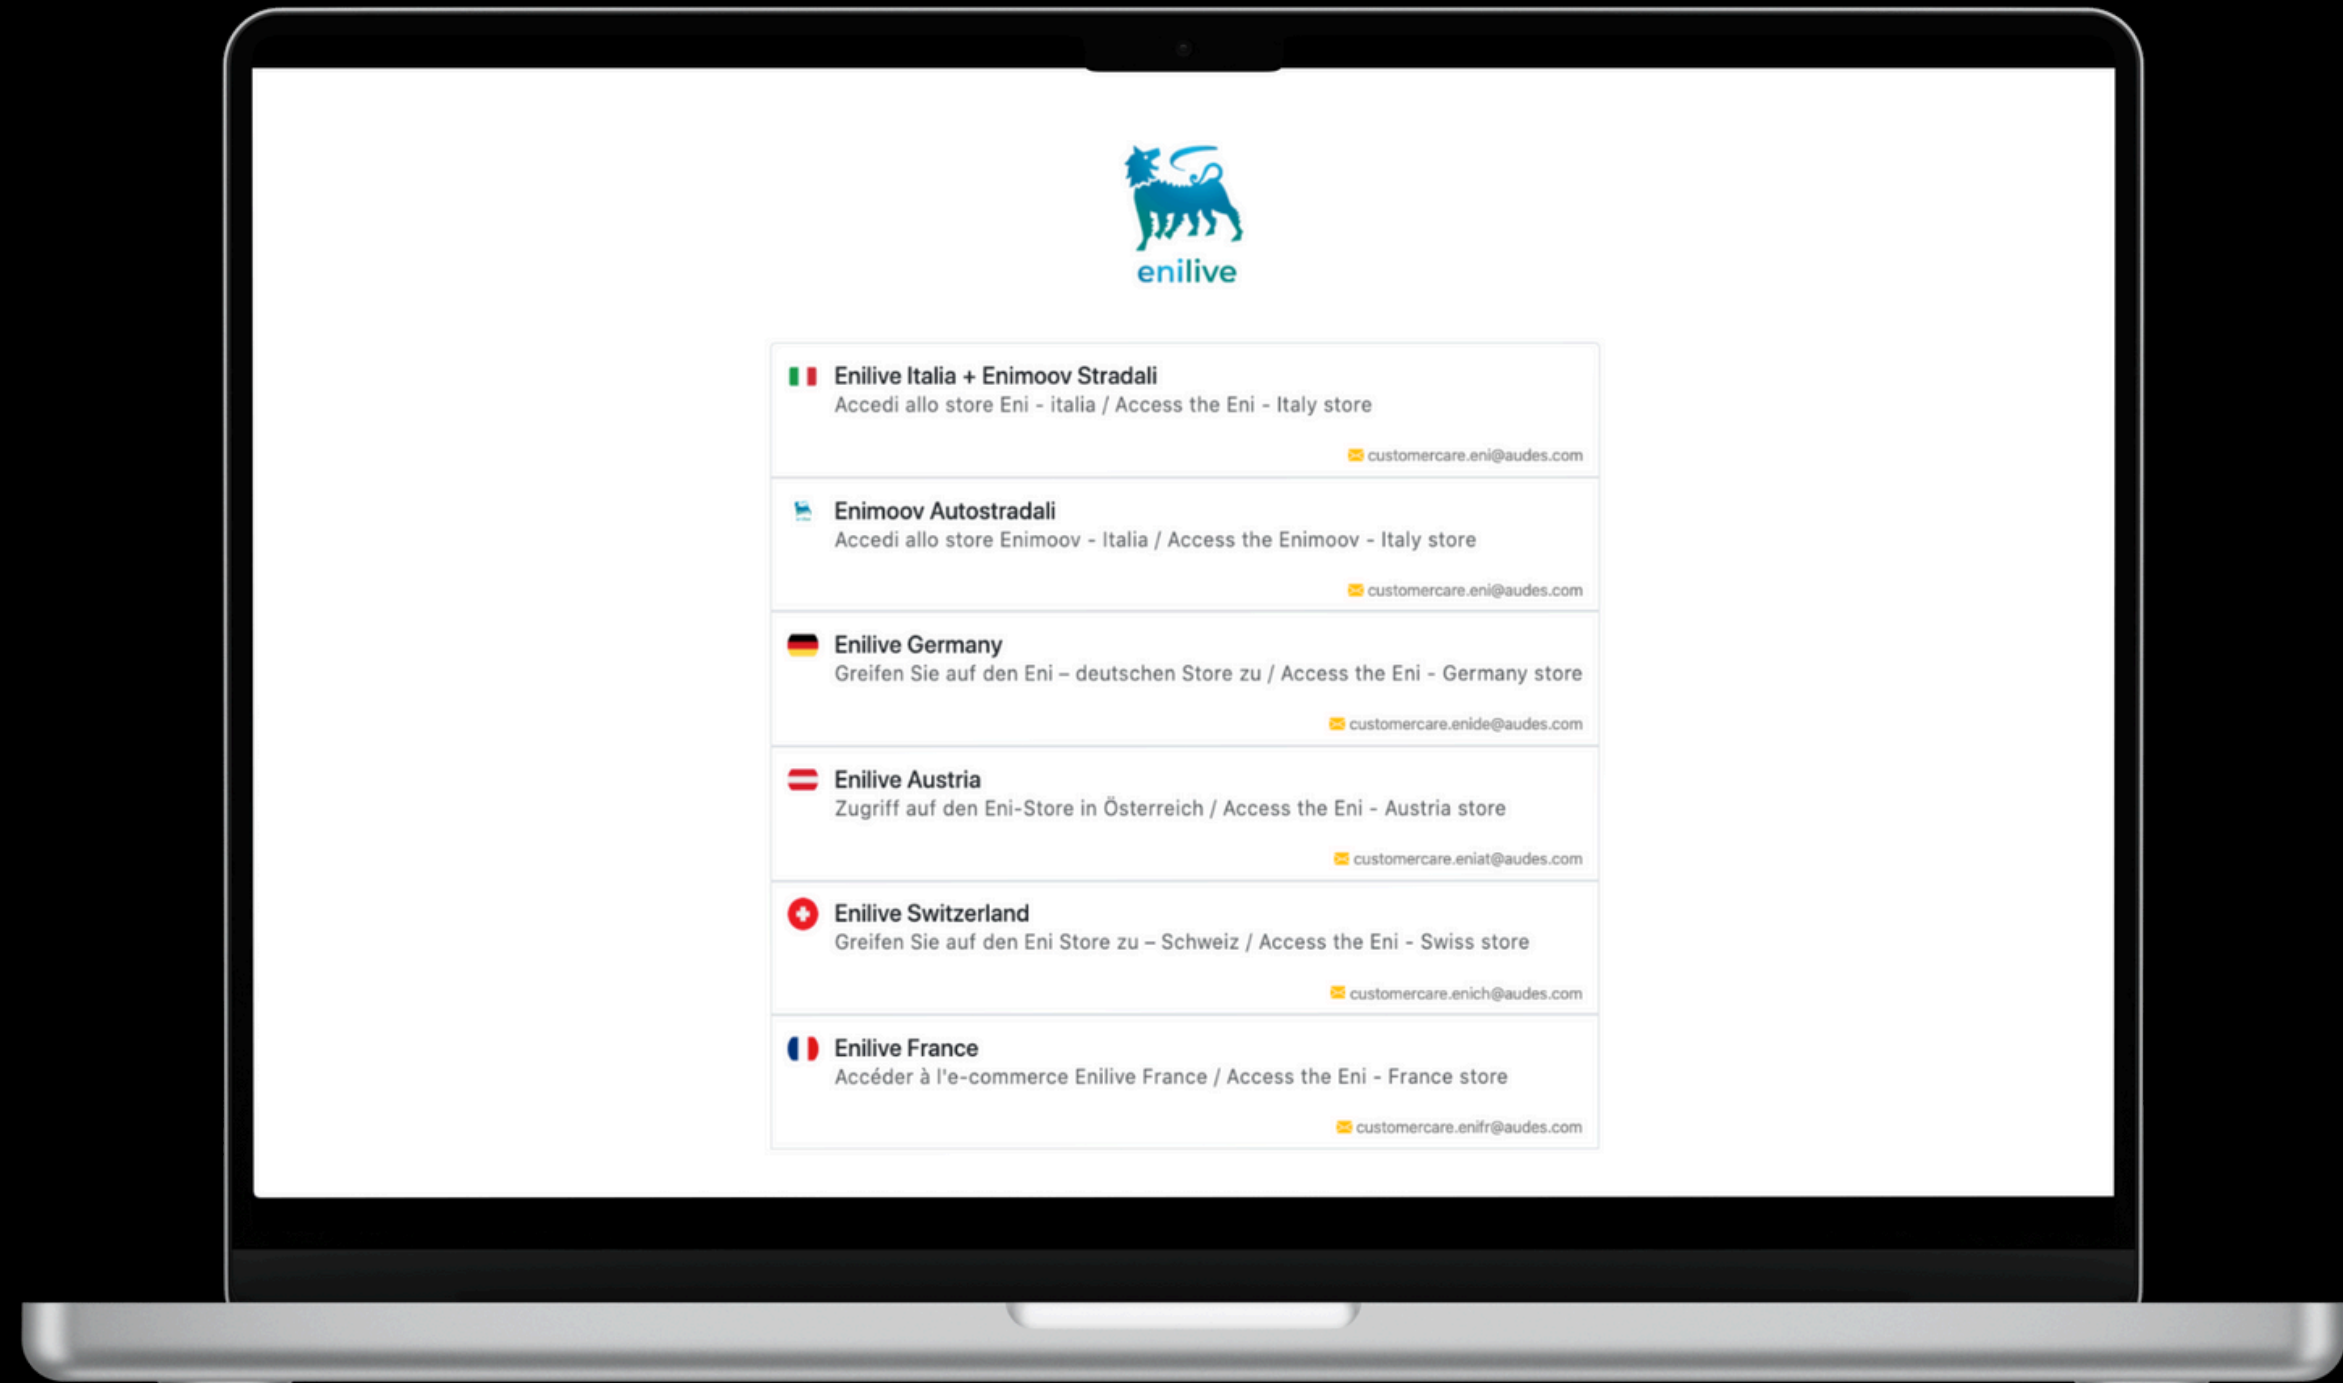 enilive
Enilive Italia + Enimoov Stradali
Accedi allo store Eni - italia / Access the Eni - Italy store
customercare.eni@audes.com
Enimoov Autostradali
Accedi allo store Enimoov - Italia / Access the Enimoov - Italy store
customercare.eni@audes.com
Enilive Germany
Greifen Sie auf den Eni – deutschen Store zu / Access the Eni - Germany store
customercare.enide@audes.com
Enilive Austria
Zugriff auf den Eni-Store in Österreich / Access the Eni - Austria store
customercare.eniat@audes.com
Enilive Switzerland
Greifen Sie auf den Eni Store zu – Schweiz / Access the Eni - Swiss store
customercare.enich@audes.com
Enilive France
Accéder à l'e-commerce Enilive France / Access the Eni - France store
customercare.enifr@audes.com